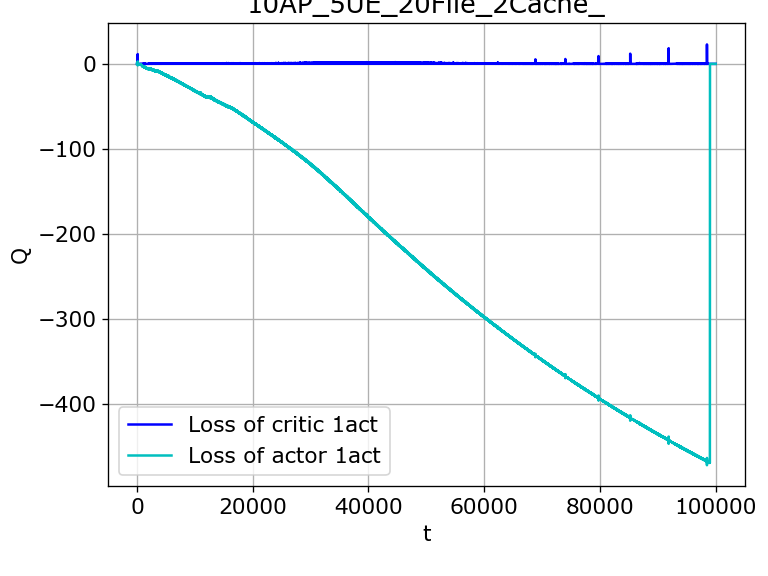 10AP_5UE_20File_2Cache_
0
−100
−200
−300
−400
Q
Loss of critic 1act
Loss of actor 1act
0 20000 40000 60000 80000 100000
t